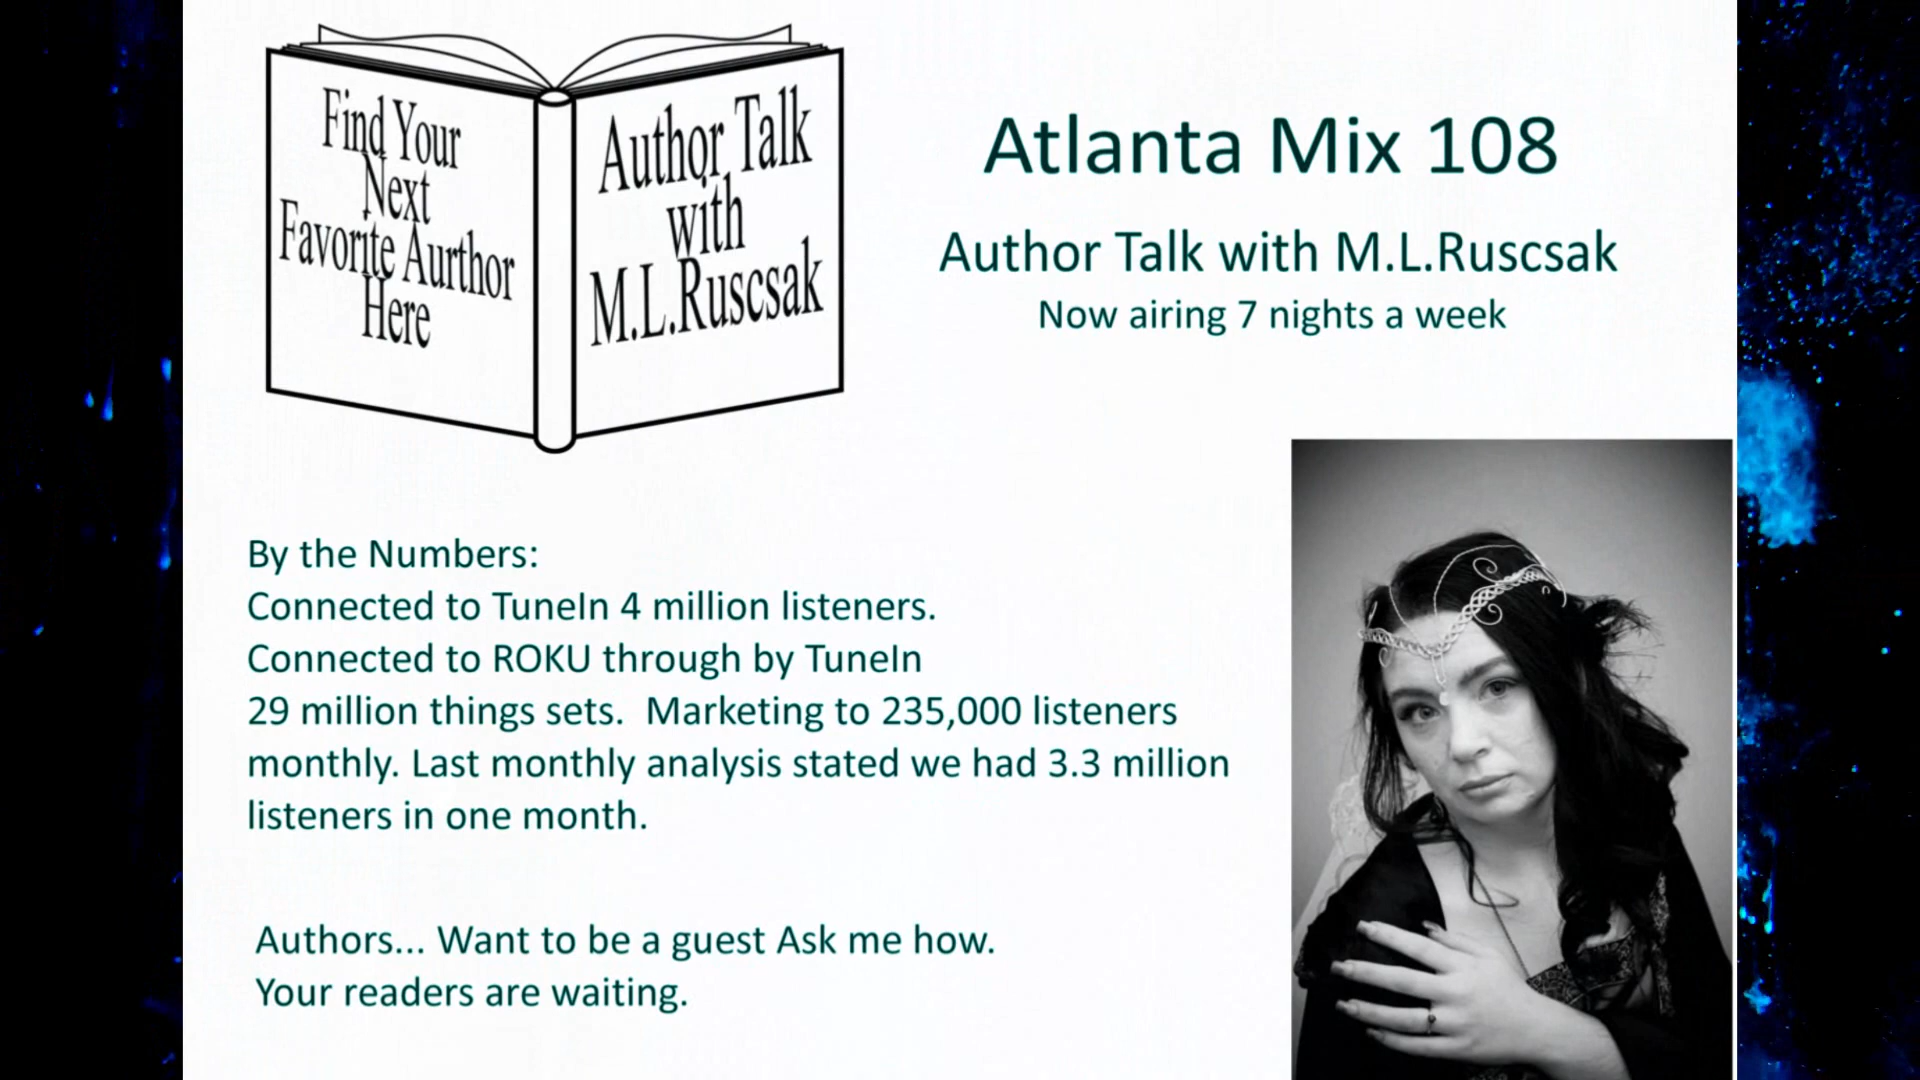 Find Your
Next
Favorite Aurthor
Here
Author Talk
with
M.L.Ruscsak
Atlanta Mix 108
Author Talk with M.L.Ruscsak
Now airing 7 nights a week
By the Numbers:
Connected to TuneIn 4 million listeners.
Connected to ROKU through by TuneIn
29 million things sets.  Marketing to 235,000 listeners
monthly. Last monthly analysis stated we had 3.3 million
listeners in one month.
Authors... Want to be a guest Ask me how.
Your readers are waiting.